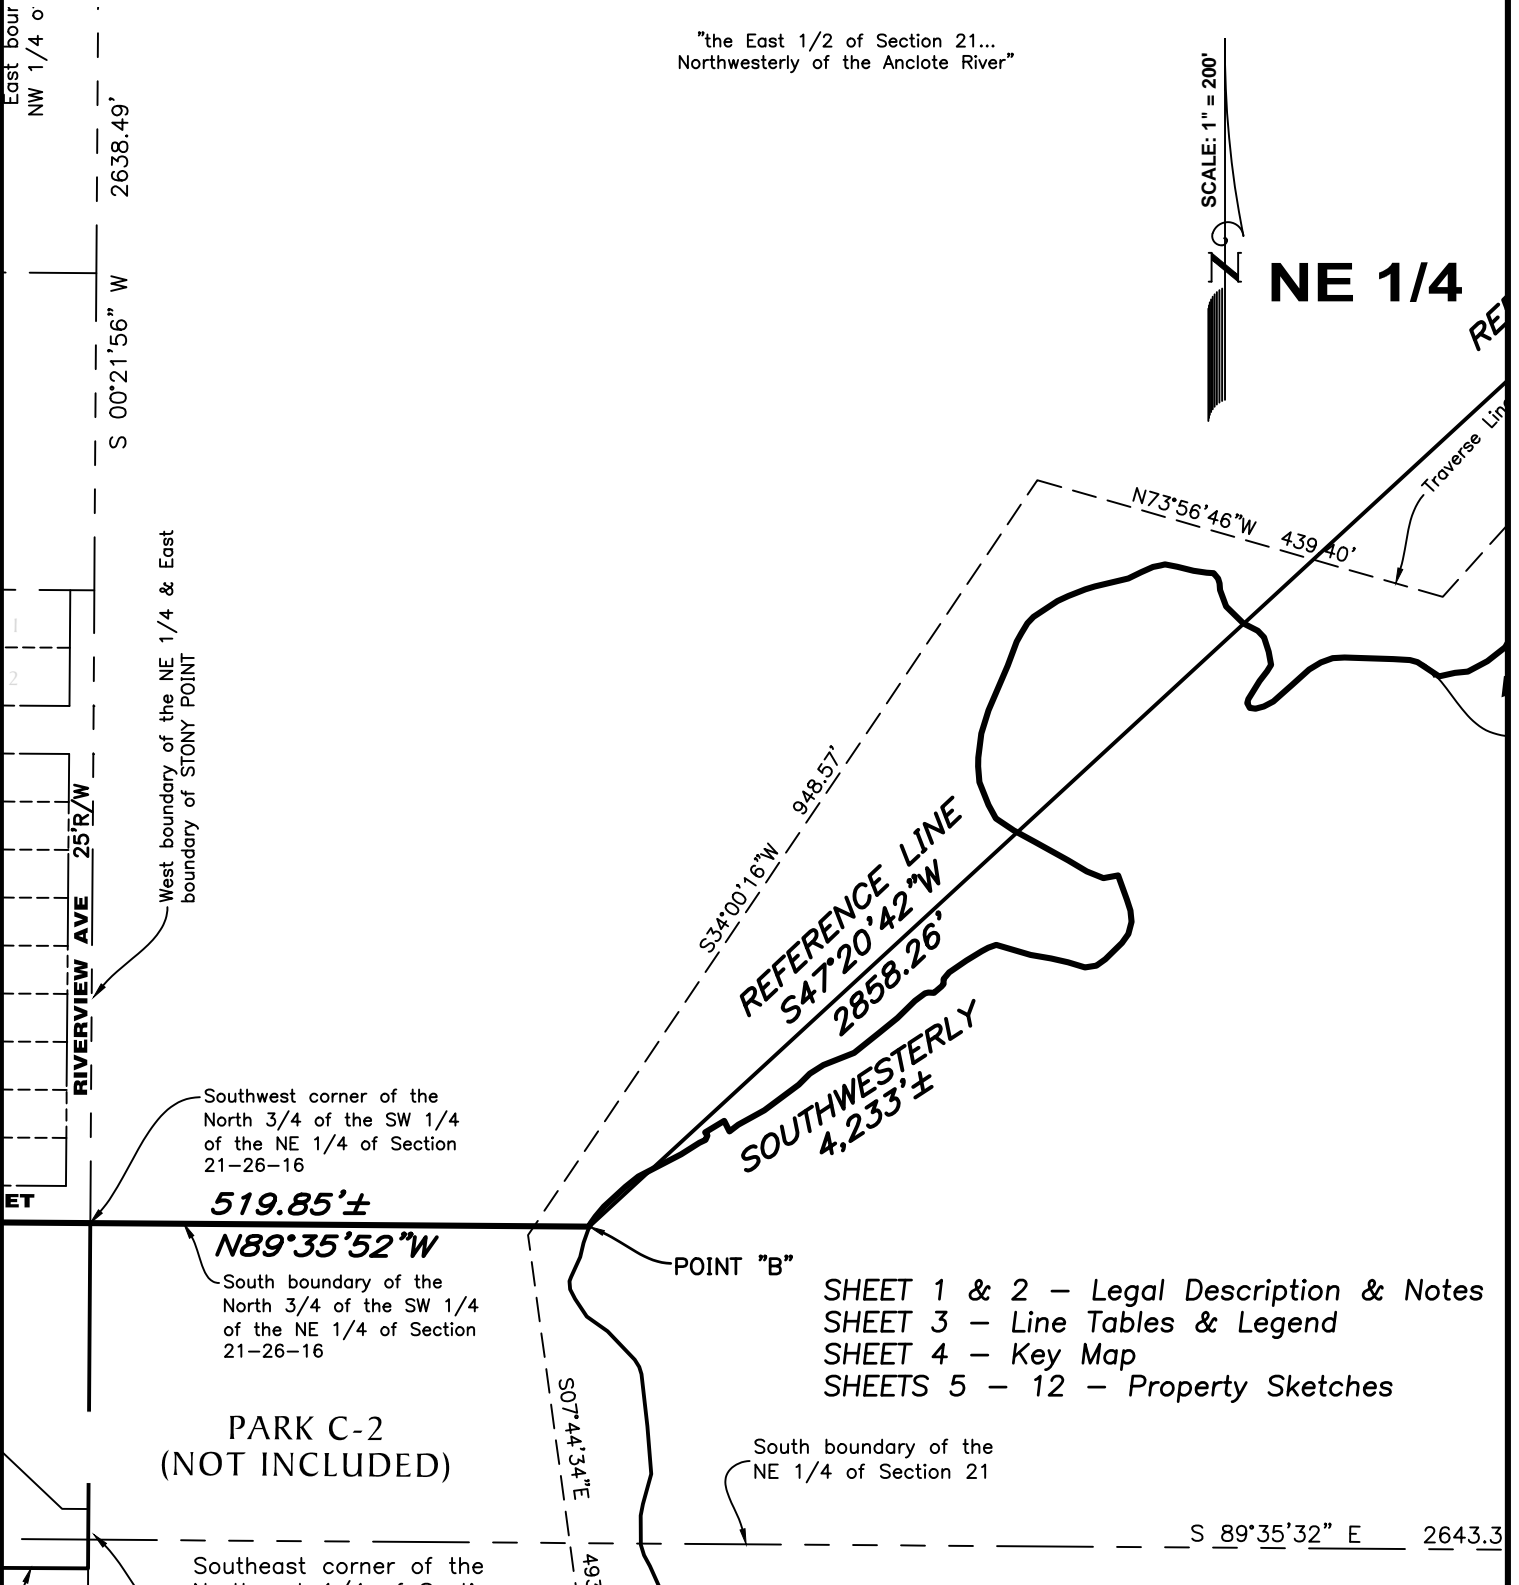 East bour
NW 1/4 o
2638.49'
S 00°21'56" W
"the East 1/2 of Section 21...
Northwesterly of the Anclote River"
SCALE: 1" = 200'
N
NE 1/4
Traverse Lin
N73°56'46"W 439.40'
West boundary of the NE 1/4 & East
boundary of STONY POINT
1
2
RIVERVIEW AVE 25'R/W
S34°00'16"W 948.57'
REFERENCE LINE
S47°20'42"W
2858.26'
SOUTHWESTERLY
4,233'±
Southwest corner of the
North 3/4 of the SW 1/4
of the NE 1/4 of Section
21-26-16
ET
519.85'±
N89°35'52"W
South boundary of the
North 3/4 of the SW 1/4
of the NE 1/4 of Section
21-26-16
POINT "B"
SHEET 1 & 2 - Legal Description & Notes
SHEET 3 - Line Tables & Legend
SHEET 4 - Key Map
SHEETS 5 - 12 - Property Sketches
PARK C-2
(NOT INCLUDED)
S07°44'34"E 493
South boundary of the
NE 1/4 of Section 21
S 89°35'32" E 2643.3
Southeast corner of the